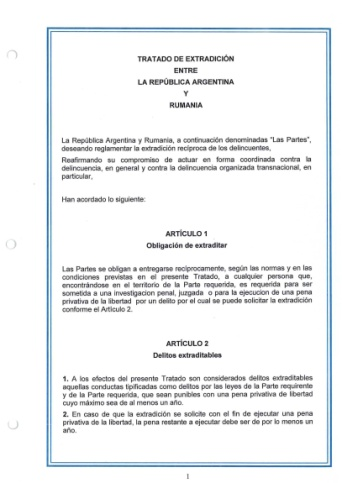 TRATADO DE EXTRADICIÓN
ENTRE
LA REPÚBLICA ARGENTINA
Y
RUMANIA
La República Argentina y Rumania, a continuación denominadas "Las Partes",
deseando reglamentar la extradición recíproca de los delincuentes,
Reafirmando su compromiso de actuar en forma coordinada contra la
delincuencia, en general y contra la delincuencia organizada transnacional, en
particular,
Han acordado lo siguiente:
ARTÍCULO 1
Obligación de extraditar
Las Partes se obligan a entregarse recíprocamente, según las normas y en las
condiciones previstas en el presente Tratado, a cualquier persona que,
encontrándose en el territorio de la Parte requerida, es requerida para ser
sometida a una investigacion penal, juzgada o para la ejecucion de una pena
privativa de la libertad por un delito por el cual se puede solicitar la extradición
conforme el Artículo 2.
ARTÍCULO 2
Delitos extraditables
1. A los efectos del presente Tratado son considerados delitos extraditables
aquellas conductas tipificadas como delitos por las leyes de la Parte requirente
y de la Parte requerida, que sean punibles con una pena privativa de libertad
cuyo máximo sea de al menos un año.
2. En caso de que la extradición se solicite con el fin de ejecutar una pena
privativa de la libertad, la pena restante a ejecutar debe ser de por lo menos un
año.
1